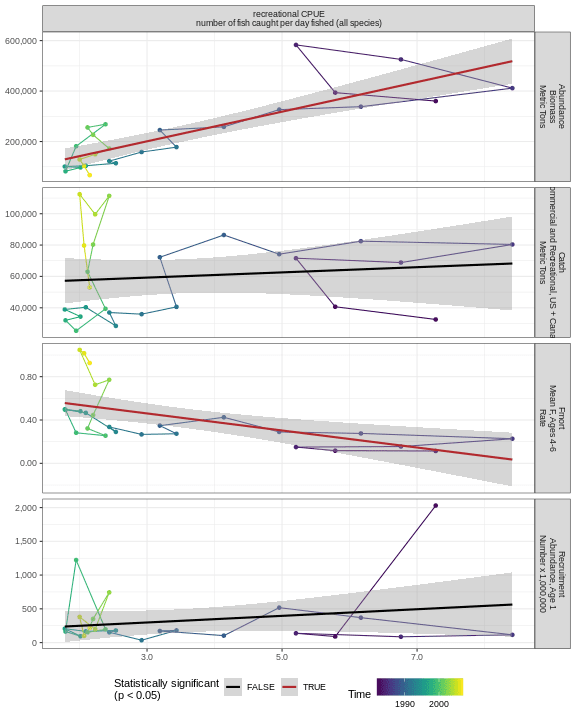 recreational CPUE
number of fish caught per day fished (all species)
600,000
400,000
200,000
Abundance
Biomass
Metric Tons
100,000
80,000
60,000
40,000
Catch
ommercial and Recreational, US + Cana
Metric Tons
0.80
0.40
0.00
Fmort
Mean F, Ages 4-6
Rate
2,000
1,500
1,000
500
0
Recruitment
Abundance, Age 1
Number x 1,000,000
3.0 5.0 7.0
Statistically significant
(p < 0.05)
FALSE TRUE
Time
1990 2000